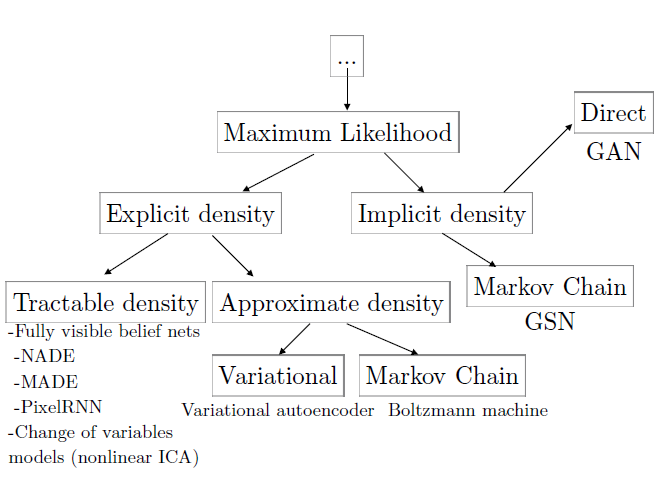 ...
Maximum Likelihood
Direct
GAN
Explicit density
Implicit density
Tractable density
-Fully visible belief nets
-NADE
-MADE
-PixelRNN
-Change of variables
models (nonlinear ICA)
Approximate density
Variational
Variational autoencoder
Markov Chain
Boltzmann machine
Markov Chain
GSN